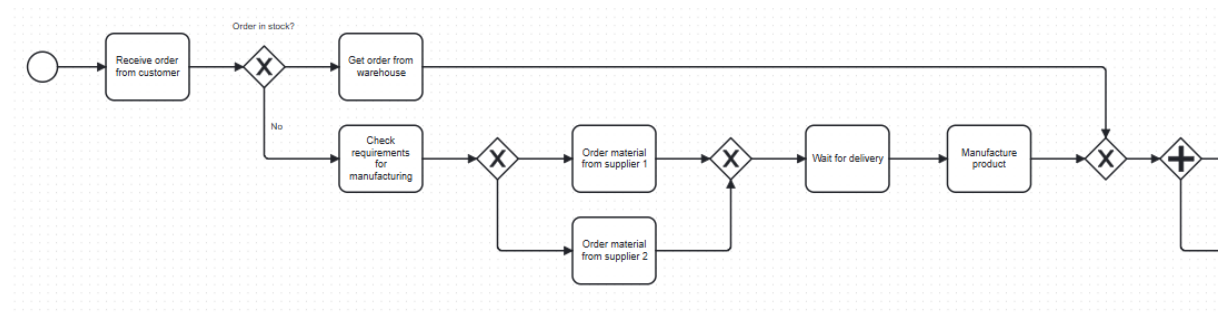 Order in stock?
Receive order
from customer
Get order from
warehouse
No
Check
requirements
for
manufacturing
Order material
from supplier 1
Wait for delivery
Manufacture
product
Order material
from supplier 2